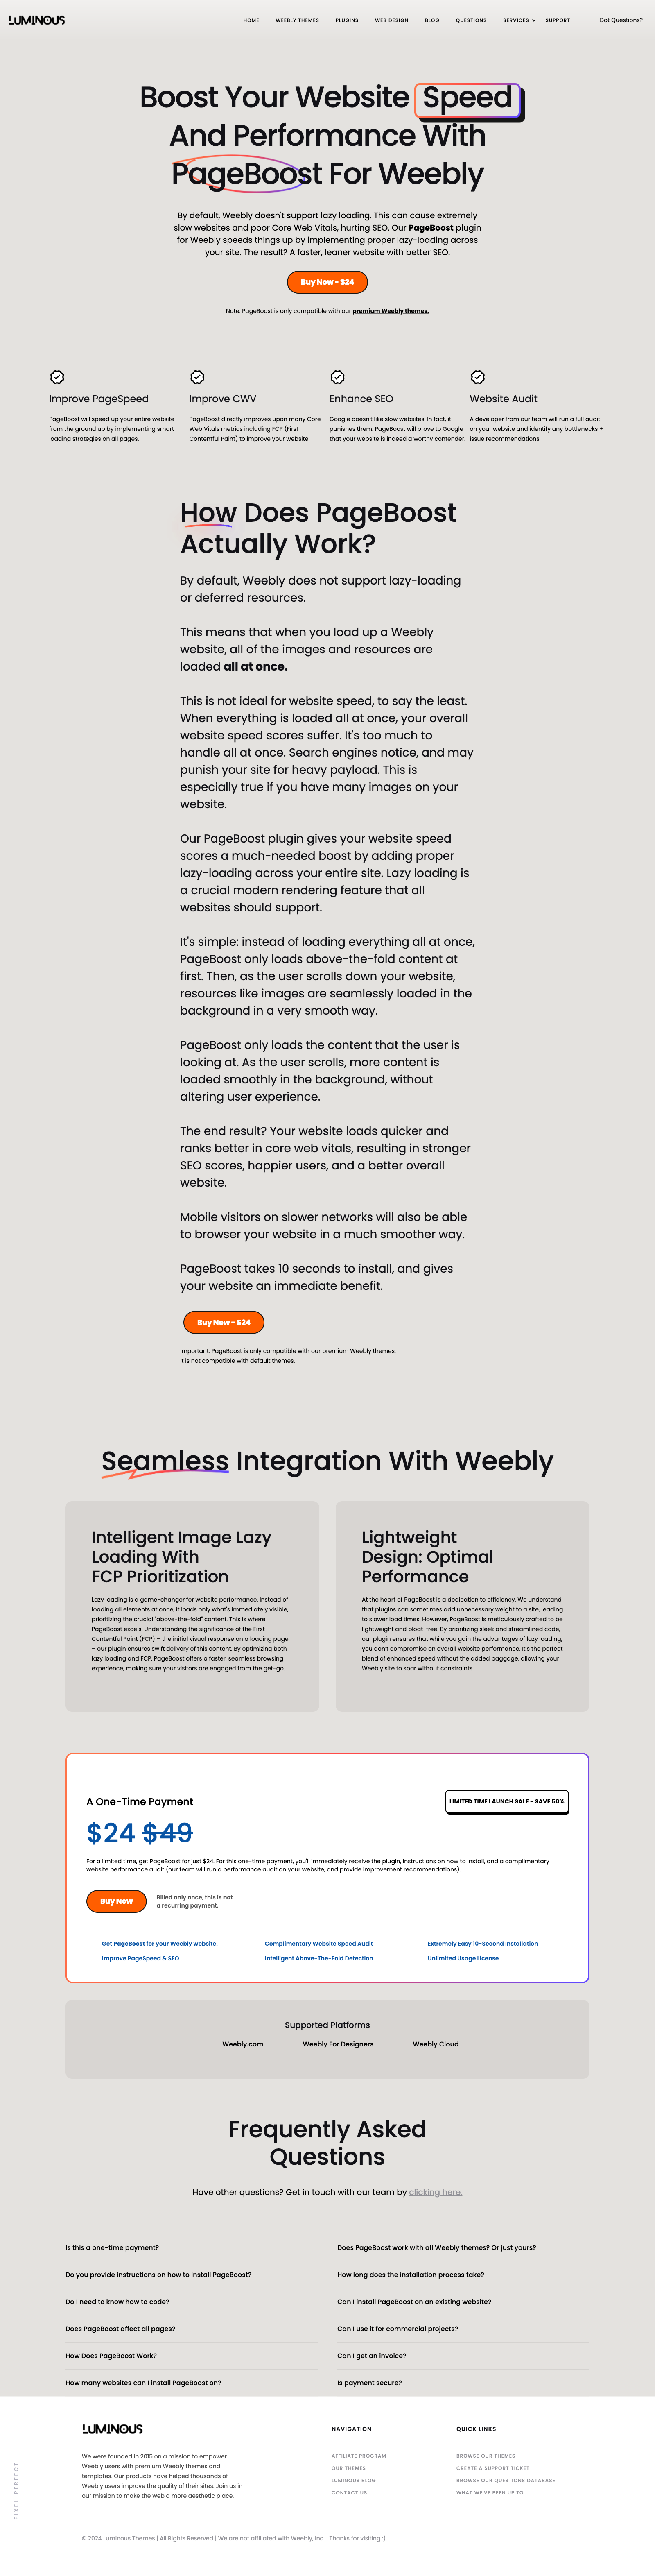 LUMINOUS
HOME WEEBLY THEMES PLUGINS WEB DESIGN BLOG QUESTIONS SERVICES SUPPORT Got Questions?
Boost Your Website Speed
And Performance With
PageBoost For Weebly
By default, Weebly doesn't support lazy loading. This can cause extremely
slow websites and poor Core Web Vitals, hurting SEO. Our PageBoost plugin
for Weebly speeds things up by implementing proper lazy-loading across
your site. The result? A faster, leaner website with better SEO.
Buy Now - $24
Note: PageBoost is only compatible with our premium Weebly themes.
Improve PageSpeed
PageBoost will speed up your entire website
from the ground up by implementing smart
loading strategies on all pages.
Improve CWV
PageBoost directly improves upon many Core
Web Vitals metrics including FCP (First
Contentful Paint) to improve your website.
Enhance SEO
Google doesn't like slow websites. In fact, it
punishes them. PageBoost will prove to Google
that your website is indeed a worthy contender.
Website Audit
A developer from our team will run a full audit
on your website and identify any bottlenecks +
issue recommendations.
How Does PageBoost
Actually Work?
By default, Weebly does not support lazy-loading
or deferred resources.
This means that when you load up a Weebly
website, all of the images and resources are
loaded all at once.
This is not ideal for website speed, to say the least.
When everything is loaded all at once, your overall
website speed scores suffer. It's too much to
handle all at once. Search engines notice, and may
punish your site for heavy payload. This is
especially true if you have many images on your
website.
Our PageBoost plugin gives your website speed
scores a much-needed boost by adding proper
lazy-loading across your entire site. Lazy loading is
a crucial modern rendering feature that all
websites should support.
It's simple: instead of loading everything all at once,
PageBoost only loads above-the-fold content at
first. Then, as the user scrolls down your website,
resources like images are seamlessly loaded in the
background in a very smooth way.
PageBoost only loads the content that the user is
looking at. As the user scrolls, more content is
loaded smoothly in the background, without
altering user experience.
The end result? Your website loads quicker and
ranks better in core web vitals, resulting in stronger
SEO scores, happier users, and a better overall
website.
Mobile visitors on slower networks will also be able
to browser your website in a much smoother way.
PageBoost takes 10 seconds to install, and gives
your website an immediate benefit.
Buy Now - $24
Important: PageBoost is only compatible with our premium Weebly themes.
It is not compatible with default themes.
Seamless Integration With Weebly
Intelligent Image Lazy
Loading With
FCP Prioritization
Lazy loading is a game-changer for website performance. Instead of
loading all elements at once, it loads only what's immediately visible,
prioritizing the crucial "above-the-fold" content. This is where
PageBoost excels. Understanding the significance of the First
Contentful Paint (FCP) – the initial visual response on a loading page
– our plugin ensures swift delivery of this content. By optimizing both
lazy loading and FCP, PageBoost offers a faster, seamless browsing
experience, making sure your visitors are engaged from the get-go.
Lightweight
Design: Optimal
Performance
At the heart of PageBoost is a dedication to efficiency. We understand
that plugins can sometimes add unnecessary weight to a site, leading
to slower load times. However, PageBoost is meticulously crafted to be
lightweight and bloat-free. By prioritizing sleek and streamlined code,
our plugin ensures that while you gain the advantages of lazy loading,
you don't compromise on overall website performance. It's the perfect
blend of enhanced speed without the added baggage, allowing your
Weebly site to soar without constraints.
A One-Time Payment
LIMITED TIME LAUNCH SALE - SAVE 50%
$24 $49
For a limited time, get PageBoost for just $24. For this one-time payment, you'll immediately receive the plugin, instructions on how to install, and a complimentary
website performance audit (our team will run a performance audit on your website, and provide improvement recommendations).
Buy Now
Billed only once, this is not
a recurring payment.
Get PageBoost for your Weebly website. Complimentary Website Speed Audit Extremely Easy 10-Second Installation
Improve PageSpeed & SEO Intelligent Above-The-Fold Detection Unlimited Usage License
Supported Platforms
Weebly.com Weebly For Designers Weebly Cloud
Frequently Asked
Questions
Have other questions? Get in touch with our team by clicking here.
Is this a one-time payment? Does PageBoost work with all Weebly themes? Or just yours?
Do you provide instructions on how to install PageBoost? How long does the installation process take?
Do I need to know how to code? Can I install PageBoost on an existing website?
Does PageBoost affect all pages? Can I use it for commercial projects?
How Does PageBoost Work? Can I get an invoice?
How many websites can I install PageBoost on? Is payment secure?
PIXEL-PERFECT
LUMINOUS
We were founded in 2015 on a mission to empower
Weebly users with premium Weebly themes and
templates. Our products have helped thousands of
Weebly users improve the quality of their sites. Join us in
our mission to make the web a more aesthetic place.
NAVIGATION
AFFILIATE PROGRAM
OUR THEMES
LUMINOUS BLOG
CONTACT US
QUICK LINKS
BROWSE OUR THEMES
CREATE A SUPPORT TICKET
BROWSE OUR QUESTIONS DATABASE
WHAT WE'VE BEEN UP TO
© 2024 Luminous Themes | All Rights Reserved | We are not affiliated with Weebly, Inc. | Thanks for visiting :)